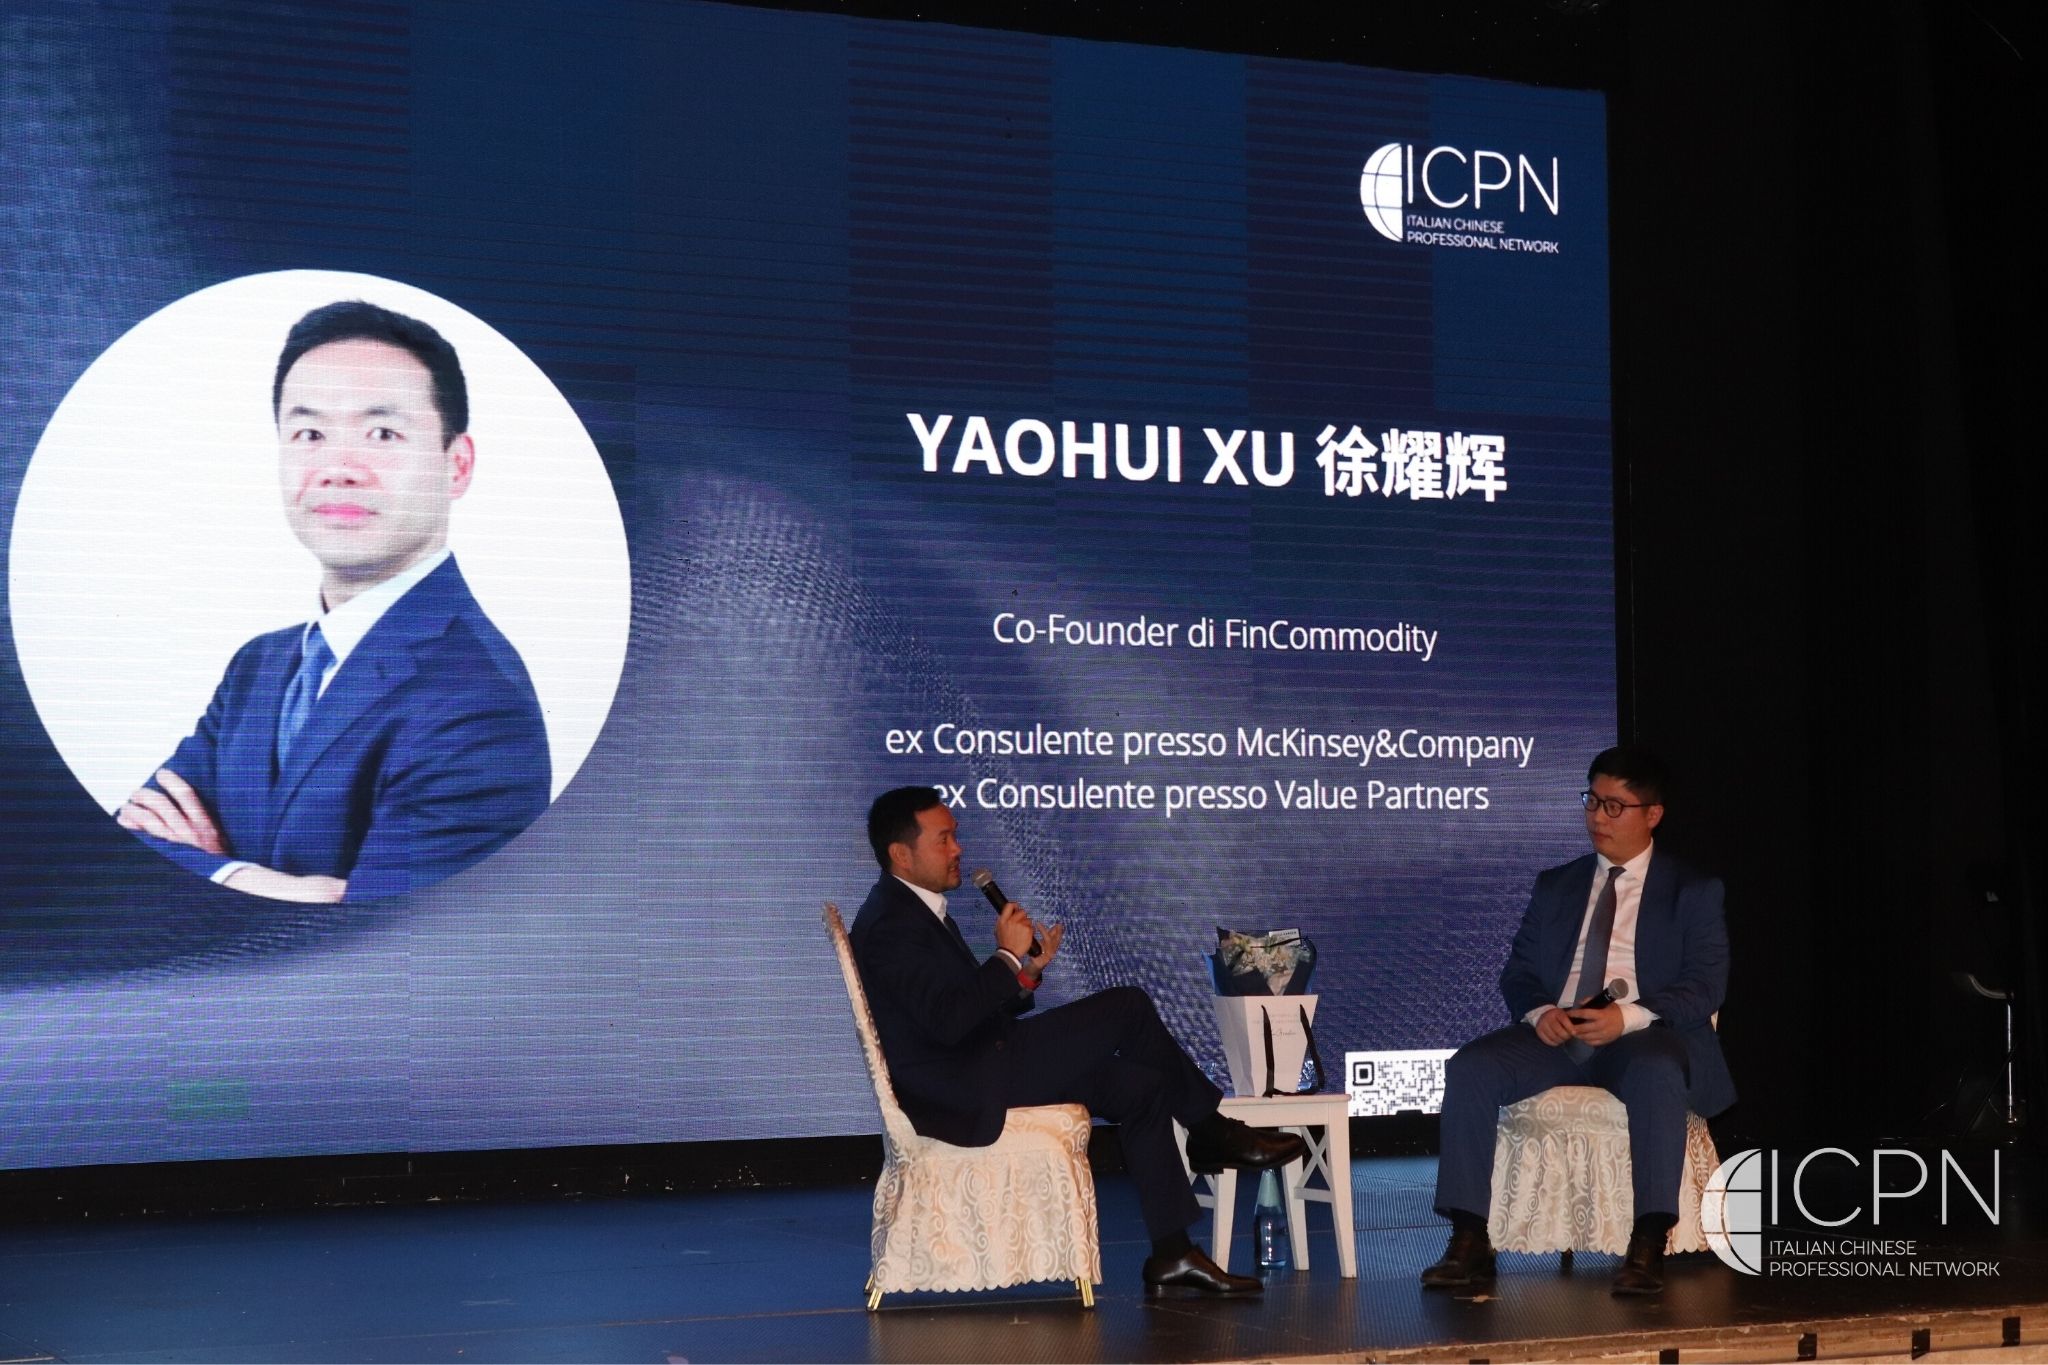 ICPN
ITALIAN CHINESE
PROFESSIONAL NETWORK
YAOHUI XU 徐耀辉
Co-Founder di FinCommodity
ex Consulente presso McKinsey&Company
ex Consulente presso Value Partners
ICPN
ITALIAN CHINESE
PROFESSIONAL NETWORK